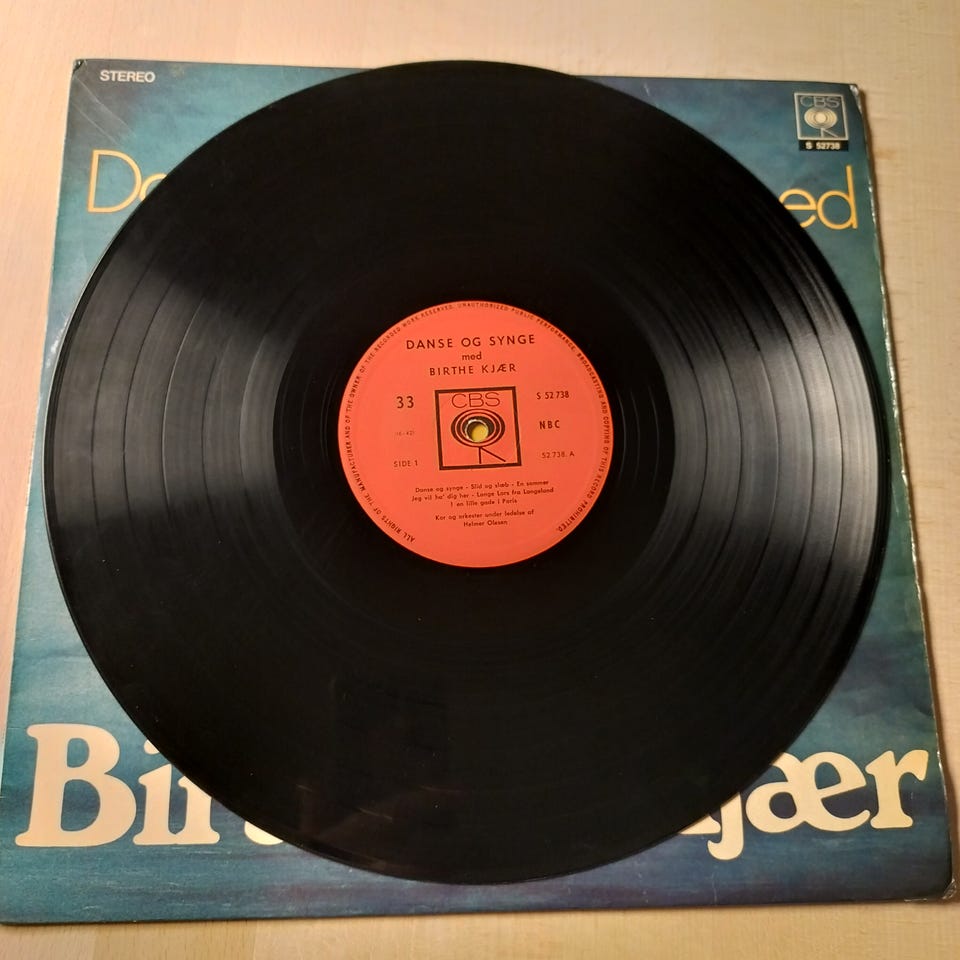 STEREO
CBS
S 52738
ed
ALL RIGHTS OF THE MANUFACTURER AND OF THE OWNER OF THE RECORDED WORK RESERVED. UNAUTHORIZED PUBLIC PERFORMANCE, BROADCASTING AND COPYING OF THIS RECORD PROHIBITED.
DANSE OG SYNGE
med
BIRTHE KJÆR
33
CBS
S 52 738
NBC
SIDE 1
52.738. A
Danse og synge - Slid og slæb - En sommer
Jeg vil ha' dig her - Lange Lars fra Langeland
I en lille gade i Paris
Kor og orkester under ledelse af
Helmer Olesen
Bir
jær